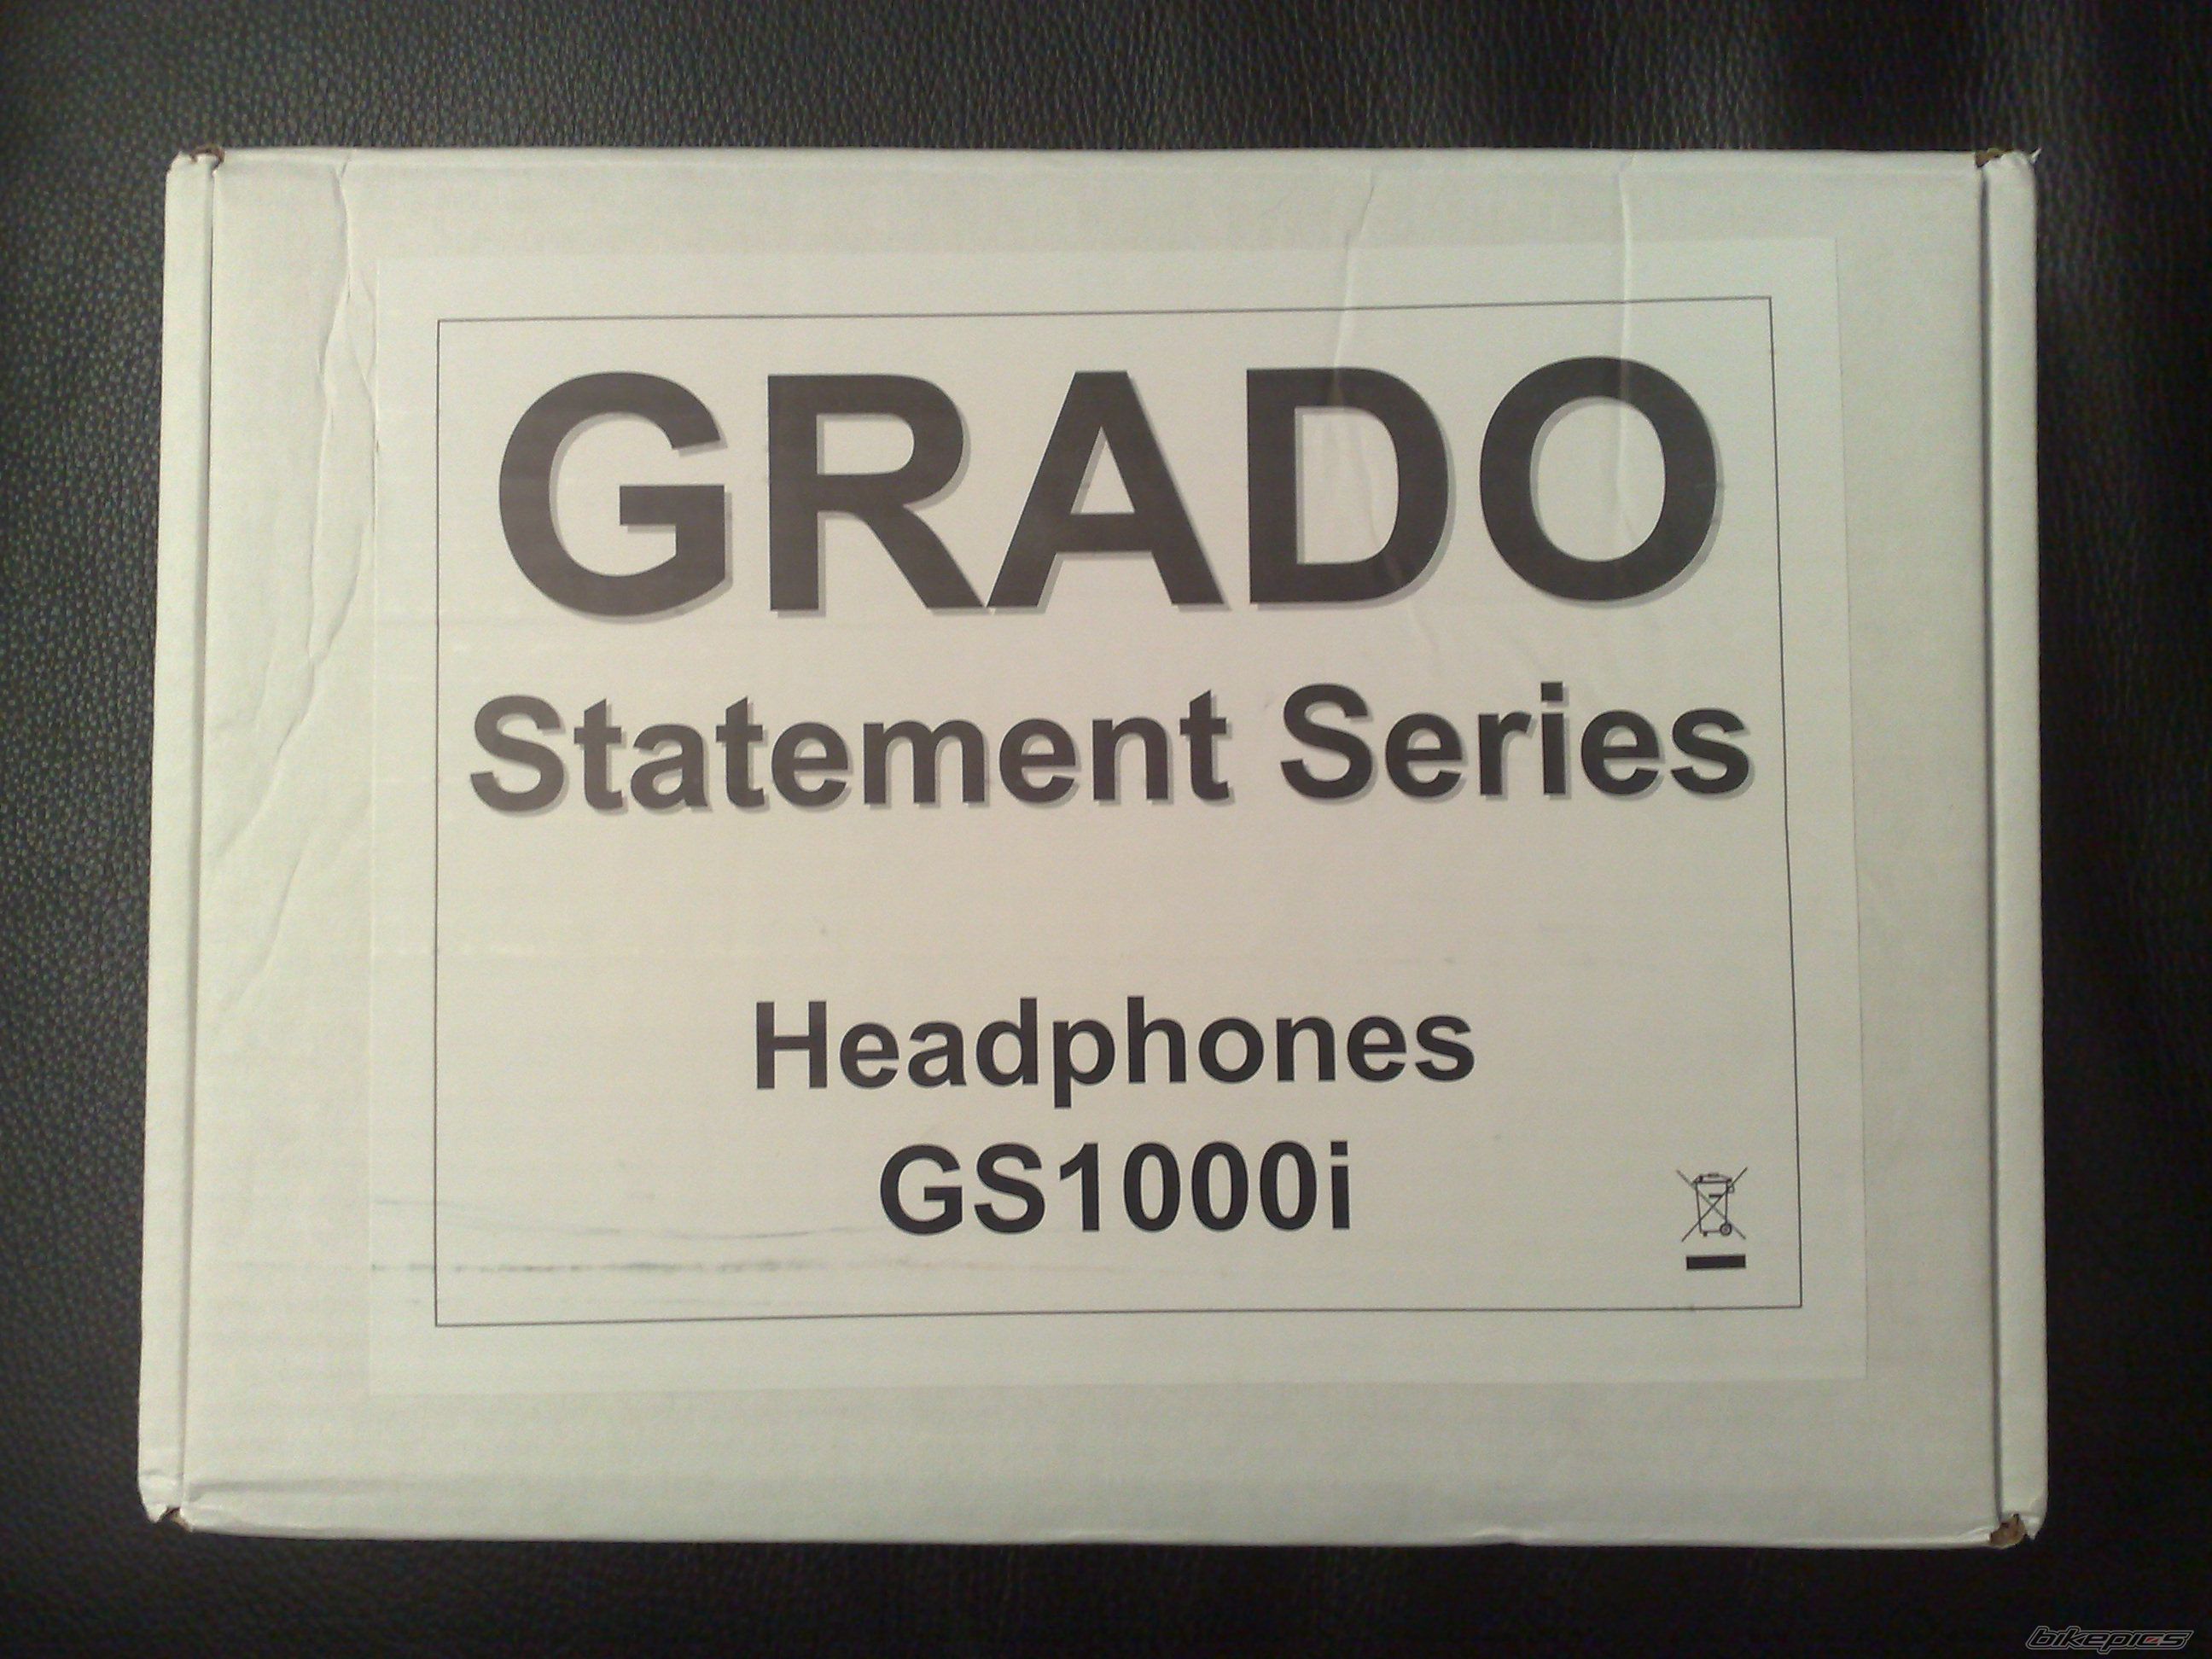 GRADO
Statement Series
Headphones
GS1000i
bikepics